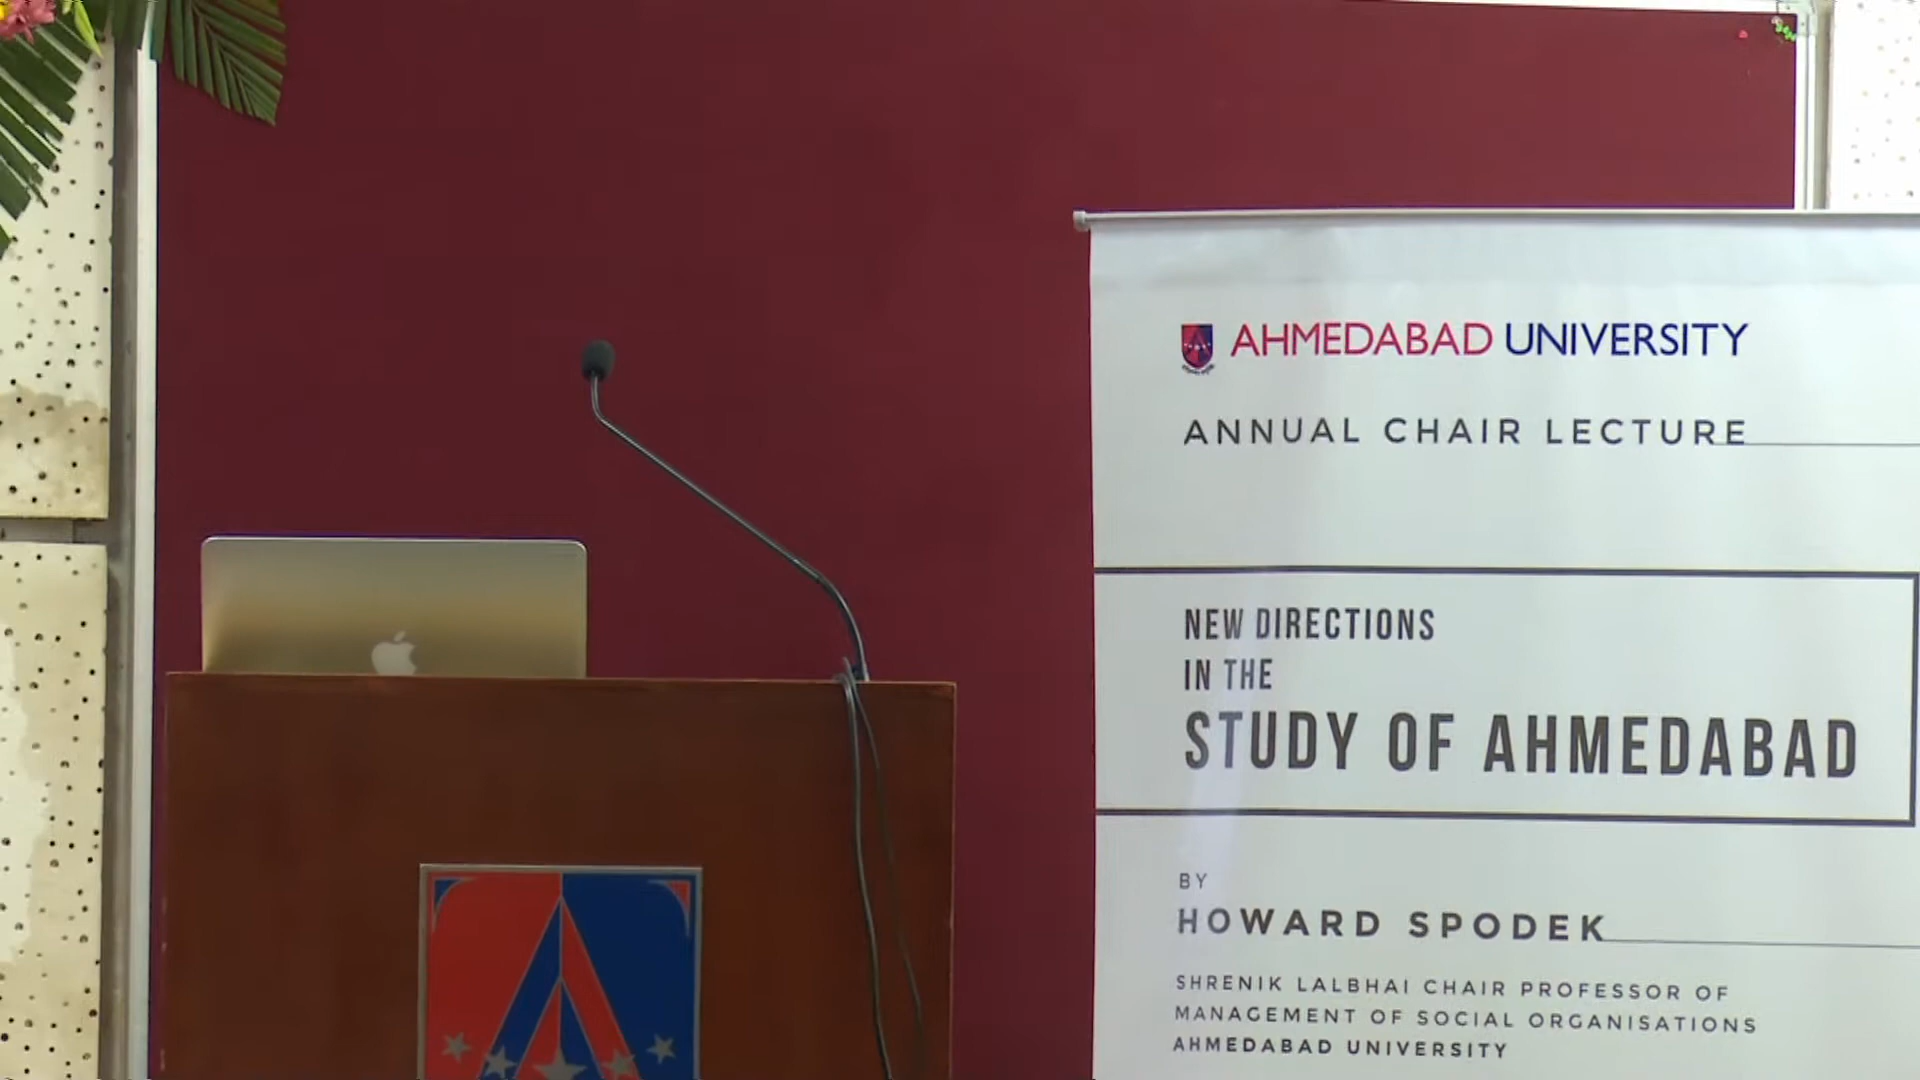 AHMEDABAD UNIVERSITY
ANNUAL CHAIR LECTURE
NEW DIRECTIONS
IN THE
STUDY OF AHMEDABAD
BY
HOWARD SPODEK
SHRENIK LALBHAI CHAIR PROFESSOR OF
MANAGEMENT OF SOCIAL ORGANISATIONS
AHMEDABAD UNIVERSITY